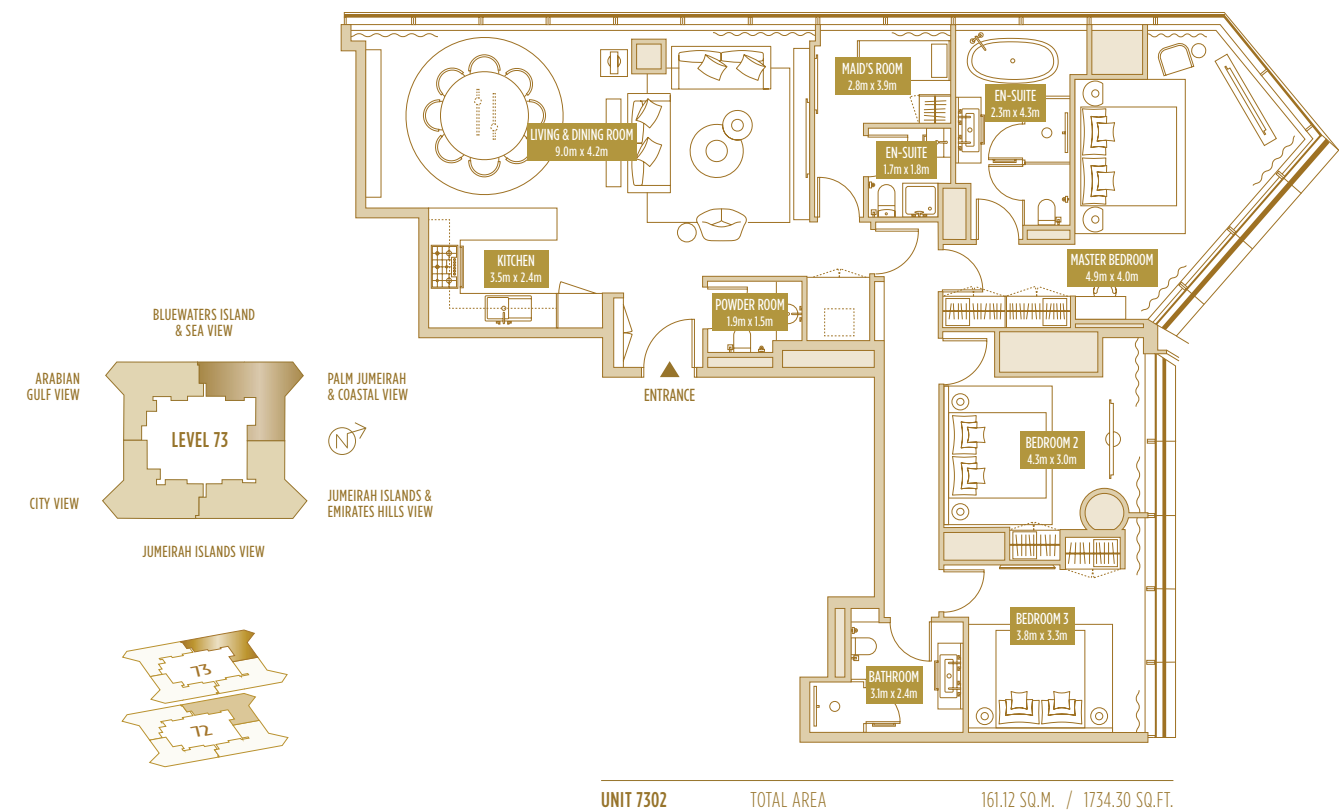 MAID'S ROOM
2.8m x 3.9m
EN-SUITE
2.3m x 4.3m
LIVING & DINING ROOM
9.0m x 4.2m
EN-SUITE
1.7m x 1.8m
KITCHEN
3.5m x 2.4m
MASTER BEDROOM
4.9m x 4.0m
POWDER ROOM
1.9m x 1.5m
ENTRANCE
BEDROOM 2
4.3m x 3.0m
BEDROOM 3
3.8m x 3.3m
BATHROOM
3.1m x 2.4m
BLUEWATERS ISLAND
& SEA VIEW
ARABIAN
GULF VIEW
PALM JUMEIRAH
& COASTAL VIEW
LEVEL 73
N
CITY VIEW
JUMEIRAH ISLANDS &
EMIRATES HILLS VIEW
JUMEIRAH ISLANDS VIEW
73
72
UNIT 7302 TOTAL AREA 161.12 SQ.M. / 1734.30 SQ.FT.